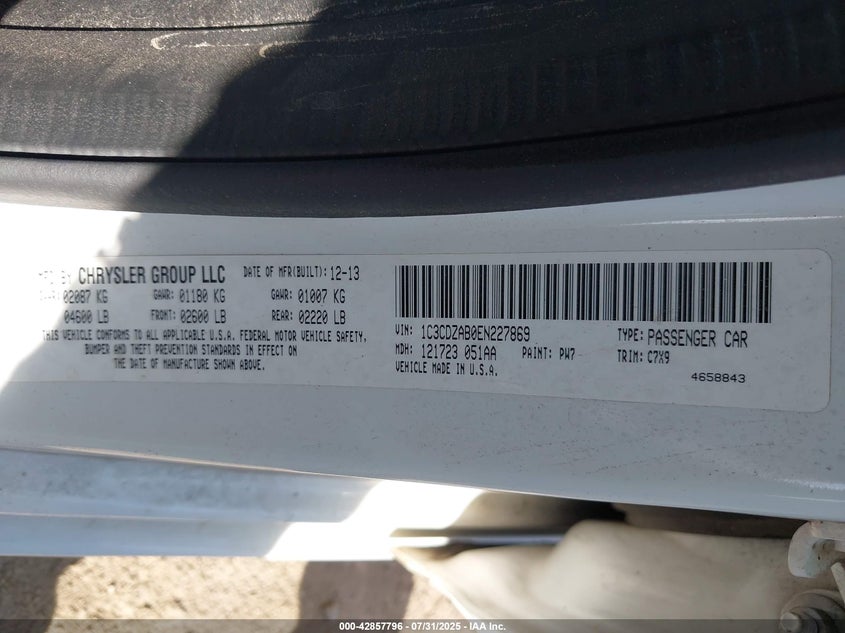 MFD BY CHRYSLER GROUP LLC DATE OF MFR(BUILT): 12-13
02087 KG GAWR: 01180 KG GAWR: 01007 KG
04600 LB FRONT: 02600 LB REAR: 02220 LB
THIS VEHICLE CONFORMS TO ALL APPLICABLE U.S.A. FEDERAL MOTOR VEHICLE SAFETY,
BUMPER AND THEFT PREVENTION STANDARDS IN EFFECT ON
THE DATE OF MANUFACTURE SHOWN ABOVE.
VIN: 1C3CDZAB0EN227869 TYPE: PASSENGER CAR
MDH: 121723 051AA PAINT: PW7 TRIM: C7X9
VEHICLE MADE IN U.S.A.
4658843
000-42857796 - 07/31/2025 - IAA Inc.